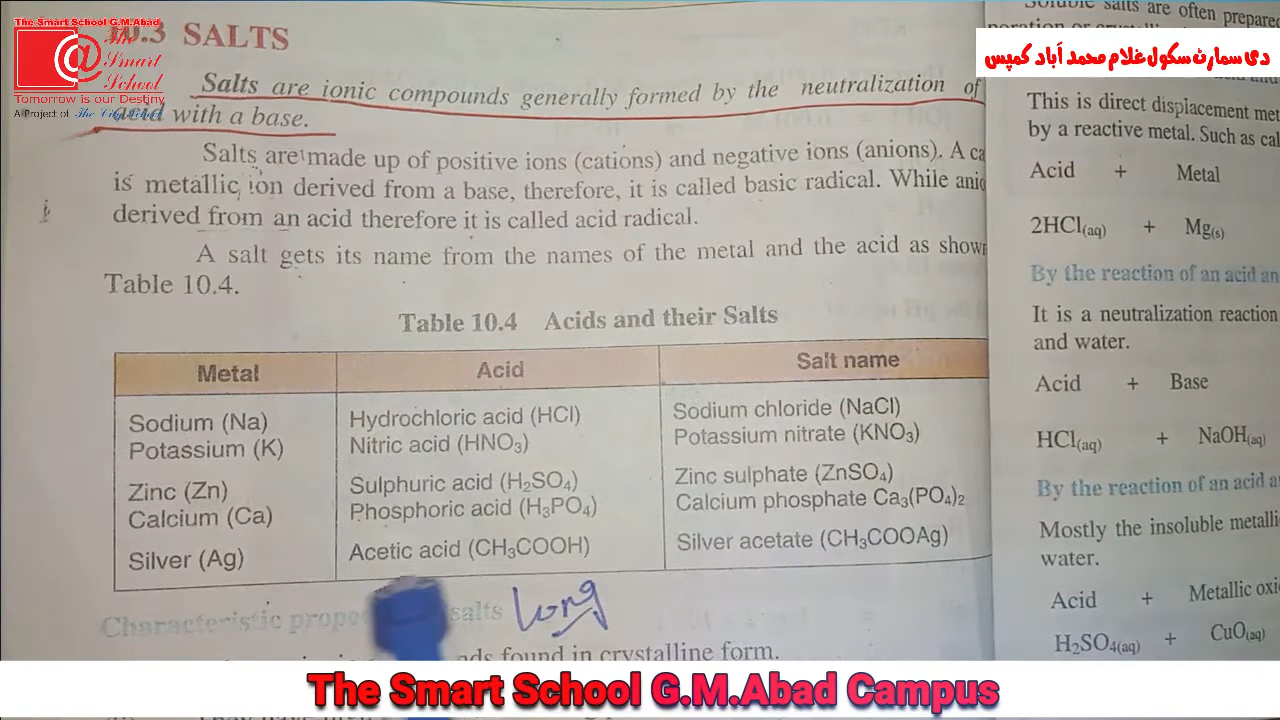 The Smart School G.M.Abad
The
Smart
School
Tomorrow is our Destiny
A Project of The City School
10.3 SALTS
Salts are ionic compounds generally formed by the neutralization of
acid with a base.
Salts are made up of positive ions (cations) and negative ions (anions). A ca
is metallic ion derived from a base, therefore, it is called basic radical. While
derived from an acid therefore it is called acid radical.
A salt gets its name from the names of the metal and the acid as show
Table 10.4.
Table 10.4 Acids and their Salts
Metal Acid Salt name
Sodium (Na) Hydrochloric acid (HCl) Sodium chloride (NaCl)
Potassium (K) Nitric acid (HNO₃) Potassium nitrate (KNO₃)
Zinc (Zn) Sulphuric acid (H₂SO₄) Zinc sulphate (ZnSO₄)
Calcium (Ca) Phosphoric acid (H₃PO₄) Calcium phosphate Ca₃(PO₄)₂
Silver (Ag) Acetic acid (CH₃COOH) Silver acetate (CH₃COOAg)
Characteristic prope salts long
found in crystalline form.
Soluble salts are often prepared
دی سمارٹ سکول غلام محمد آباد کمپس
This is direct displacement met
by a reactive metal. Such as cal
Acid + Metal
2HCl(aq) + Mg(s)
By the reaction of an acid an
It is a neutralization reaction
and water.
Acid + Base
HCl(aq) + NaOH(aq)
By the reaction of an acid a
Mostly the insoluble metalli
water.
Acid + Metallic oxi
H₂SO₄(aq) + CuO(aq)
The Smart School G.M.Abad Campus